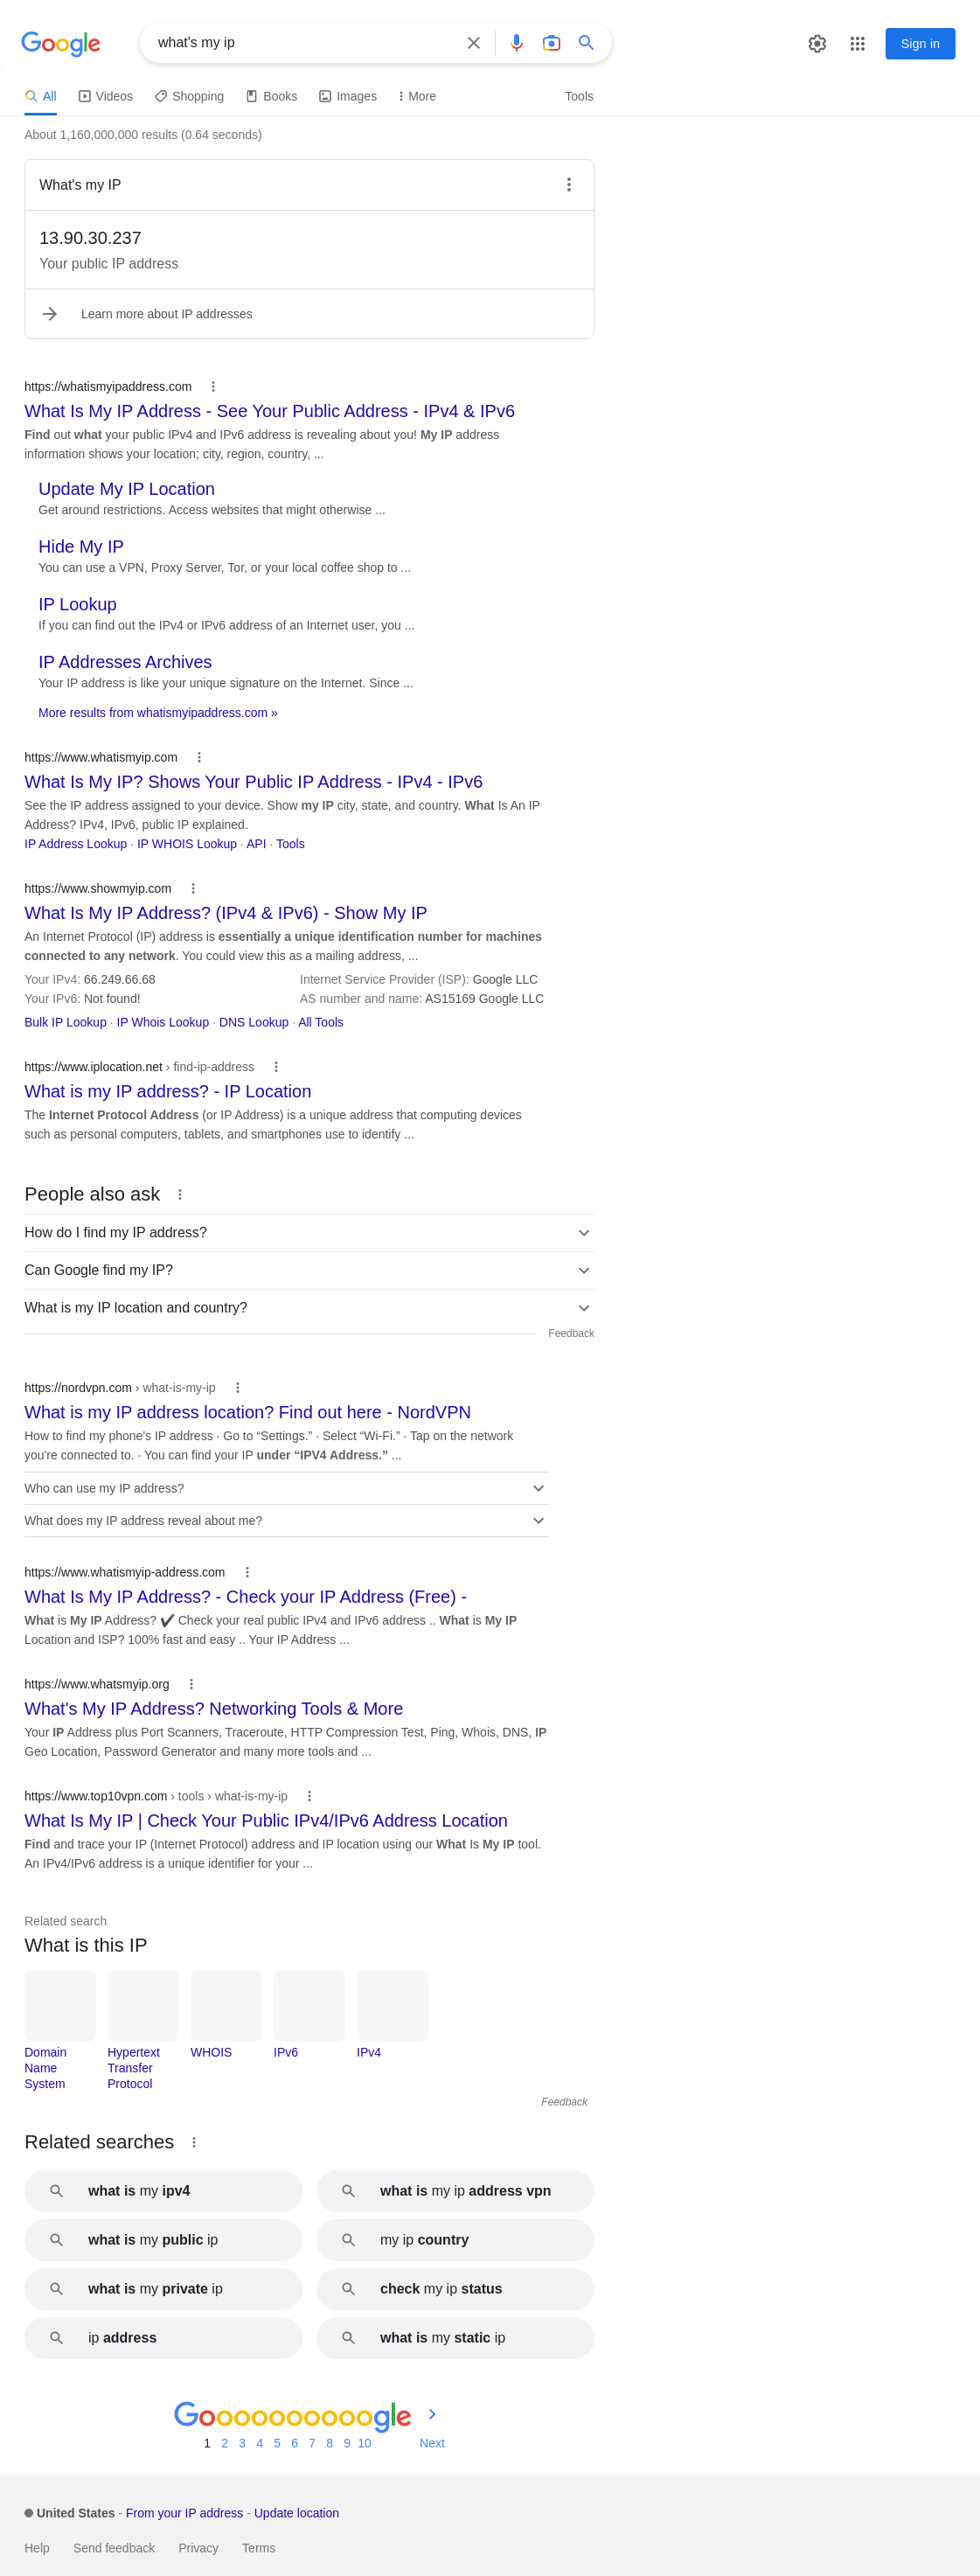 Google
what's my ip
Sign in
All Videos Shopping Books Images More Tools
About 1,160,000,000 results (0.64 seconds)
What's my IP
13.90.30.237
Your public IP address
Learn more about IP addresses
https://whatismyipaddress.com
What Is My IP Address - See Your Public Address - IPv4 & IPv6
Find out what your public IPv4 and IPv6 address is revealing about you! My IP address
information shows your location; city, region, country, ...
Update My IP Location
Get around restrictions. Access websites that might otherwise ...
Hide My IP
You can use a VPN, Proxy Server, Tor, or your local coffee shop to ...
IP Lookup
If you can find out the IPv4 or IPv6 address of an Internet user, you ...
IP Addresses Archives
Your IP address is like your unique signature on the Internet. Since ...
More results from whatismyipaddress.com »
https://www.whatismyip.com
What Is My IP? Shows Your Public IP Address - IPv4 - IPv6
See the IP address assigned to your device. Show my IP city, state, and country. What Is An IP
Address? IPv4, IPv6, public IP explained.
IP Address Lookup · IP WHOIS Lookup · API · Tools
https://www.showmyip.com
What Is My IP Address? (IPv4 & IPv6) - Show My IP
An Internet Protocol (IP) address is essentially a unique identification number for machines
connected to any network. You could view this as a mailing address, ...
Your IPv4: 66.249.66.68 Internet Service Provider (ISP): Google LLC
Your IPv6: Not found! AS number and name: AS15169 Google LLC
Bulk IP Lookup · IP Whois Lookup · DNS Lookup · All Tools
https://www.iplocation.net › find-ip-address
What is my IP address? - IP Location
The Internet Protocol Address (or IP Address) is a unique address that computing devices
such as personal computers, tablets, and smartphones use to identify ...
People also ask
How do I find my IP address?
Can Google find my IP?
What is my IP location and country?
Feedback
https://nordvpn.com › what-is-my-ip
What is my IP address location? Find out here - NordVPN
How to find my phone's IP address · Go to “Settings.” · Select “Wi-Fi.” · Tap on the network
you're connected to. · You can find your IP under “IPV4 Address.” ...
Who can use my IP address?
What does my IP address reveal about me?
https://www.whatismyip-address.com
What Is My IP Address? - Check your IP Address (Free) -
What is My IP Address? ✔ Check your real public IPv4 and IPv6 address .. What is My IP
Location and ISP? 100% fast and easy .. Your IP Address ...
https://www.whatsmyip.org
What's My IP Address? Networking Tools & More
Your IP Address plus Port Scanners, Traceroute, HTTP Compression Test, Ping, Whois, DNS, IP
Geo Location, Password Generator and many more tools and ...
https://www.top10vpn.com › tools › what-is-my-ip
What Is My IP | Check Your Public IPv4/IPv6 Address Location
Find and trace your IP (Internet Protocol) address and IP location using our What Is My IP tool.
An IPv4/IPv6 address is a unique identifier for your ...
Related search
What is this IP
Domain
Name
System
Hypertext
Transfer
Protocol
WHOIS
IPv6
IPv4
Feedback
Related searches
what is my ipv4
what is my ip address vpn
what is my public ip
my ip country
what is my private ip
check my ip status
ip address
what is my static ip
Goooooooooogle
1 2 3 4 5 6 7 8 9 10 Next
United States - From your IP address - Update location
Help Send feedback Privacy Terms